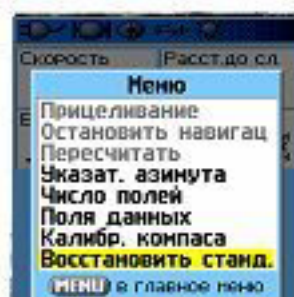 Скорость Расст.до сл
Меню
Прицеливание
Остановить навигац
Пересчитать
Указат. азимута
Число полей
Поля данных
Калибр. компаса
Восстановить станд.
MENU в главное меню